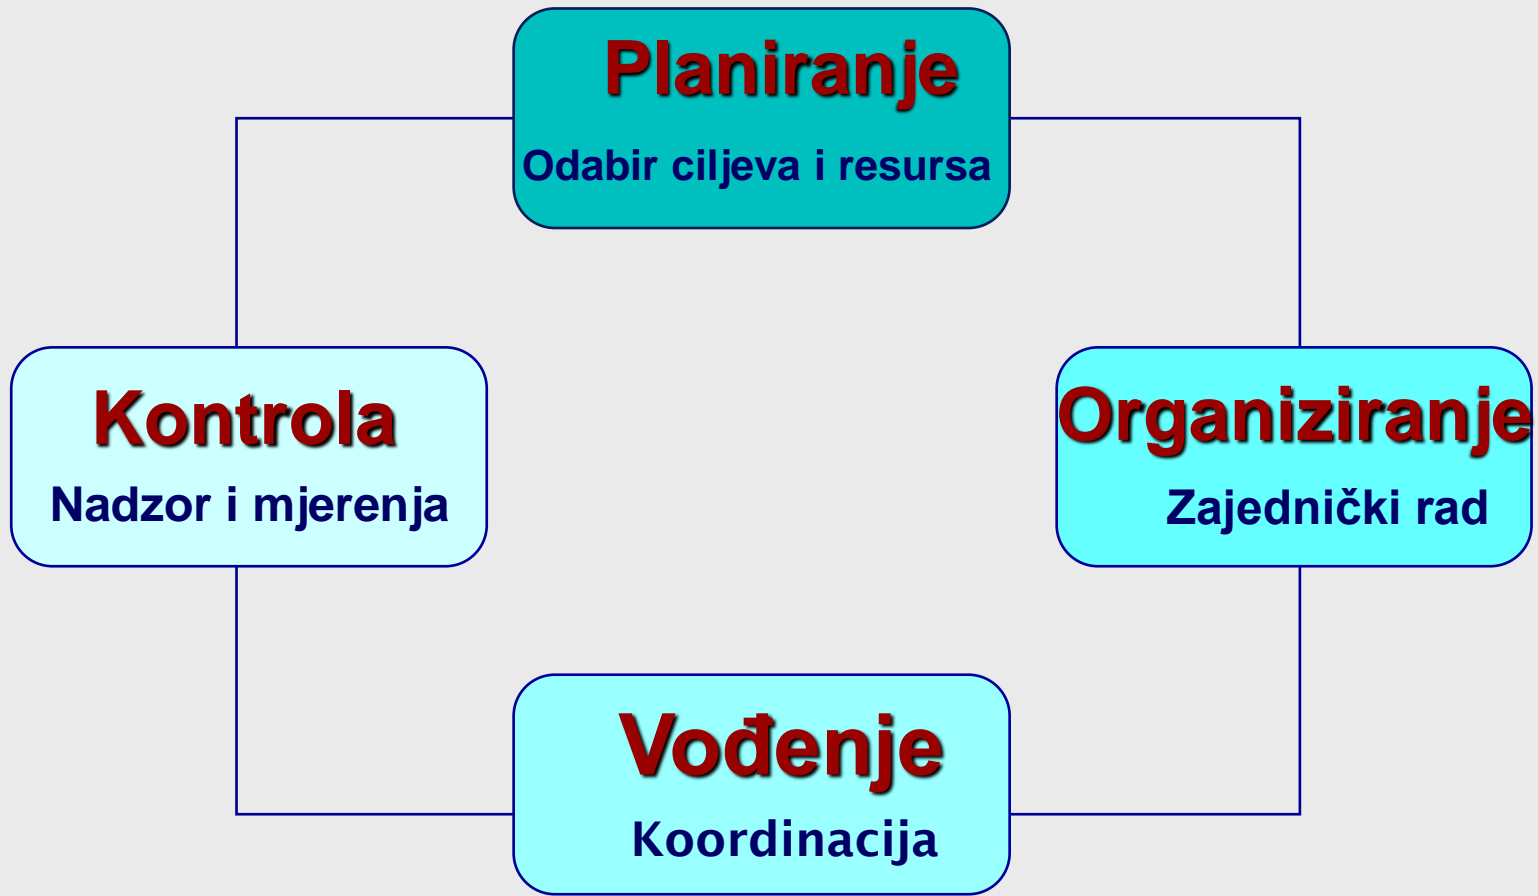 Planiranje
Odabir ciljeva i resursa
Kontrola
Nadzor i mjerenja
Organiziranje
Zajednički rad
Vođenje
Koordinacija